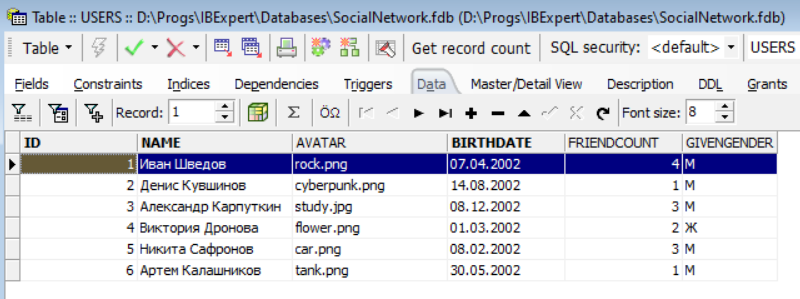 Table :: USERS :: D:\Progs\IBExpert\Databases\SocialNetwork.fdb (D:\Progs\IBExpert\Databases\SocialNetwork.fdb)
Table Get record count SQL security: <default> USERS
Fields Constraints Indices Dependencies Triggers Data Master/Detail View Description DDL Grants
Record: 1 Σ ÖΩ Font size: 8
ID NAME AVATAR BIRTHDATE FRIENDCOUNT GIVENGENDER
1 Иван Шведов rock.png 07.04.2002 4 М
2 Денис Кувшинов cyberpunk.png 14.08.2002 1 М
3 Александр Карпуткин study.jpg 08.12.2002 3 М
4 Виктория Дронова flower.png 01.03.2002 2 Ж
5 Никита Сафронов car.png 08.02.2002 3 М
6 Артем Калашников tank.png 30.05.2002 1 М